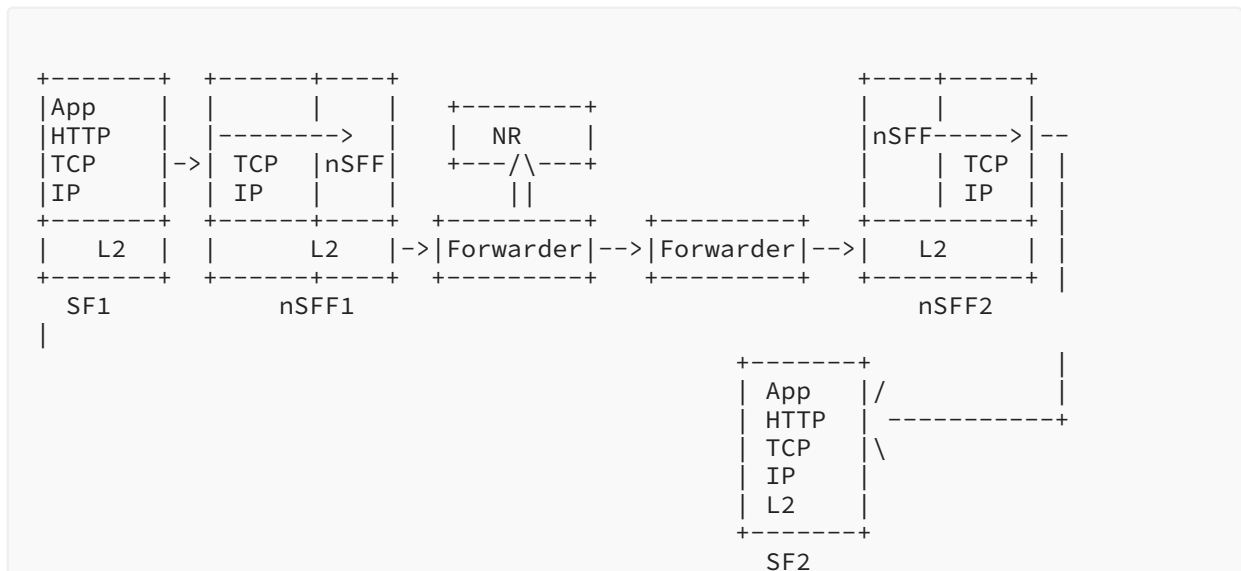 +-------+  +------+----+                                +----+-----+
|App    |  |      |    |   +--------+                   |    |     |
|HTTP   |  |-------->  |   |  NR    |                   |nSFF----->|--
|TCP    |->| TCP  |nSFF|   +---/\---+                   |    | TCP | |
|IP     |  | IP   |    |       ||                       |    | IP  | |
+-------+  +------+----+  +---------+   +---------+     +----------+ |
|   L2  |  |      L2   |->|Forwarder|-->|Forwarder|-->  |   L2     | |
+-------+  +------+----+  +---------+   +---------+     +----------+ |
  SF1           nSFF1                                       nSFF2
|
                                               +-------+             |
                                               | App   |/            |
                                               | HTTP  | -----------+
                                               | TCP   |\
                                               | IP    |
                                               | L2    |
                                               +-------+
                                                 SF2